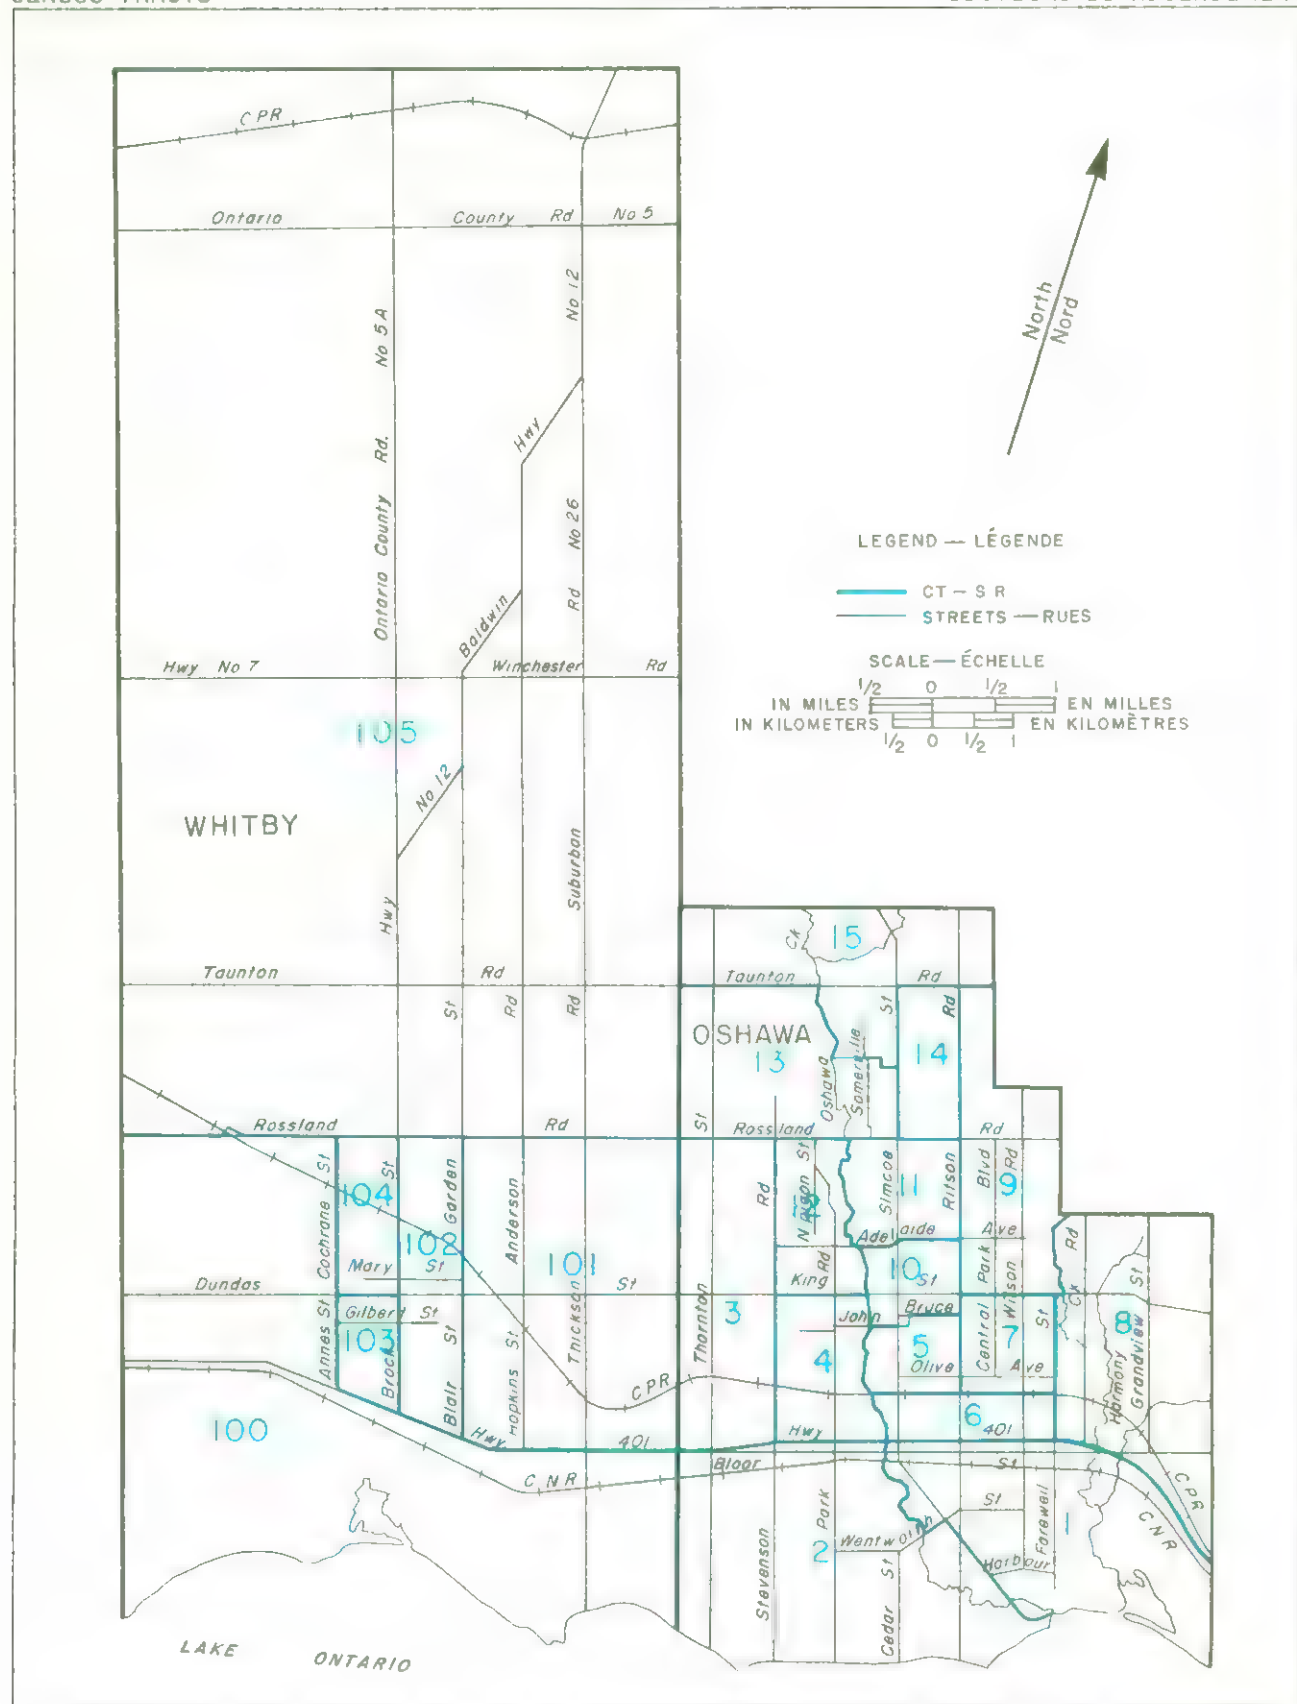 CENSUS TRACTS
CPR
Ontario County Rd No 5
No 12
Ontario County Rd. No 5A
North
Nord
Hwy
Rd No 26
LEGEND — LÉGENDE
CT – S R
STREETS — RUES
SCALE — ÉCHELLE
1/2 0 1/2 1
IN MILES EN MILLES
IN KILOMETERS EN KILOMÈTRES
1/2 0 1/2 1
Baldwin
Hwy No 7 Winchester Rd
105
No 12
WHITBY
Suburban
Hwy
Ck 15
Taunton Rd
Taunton Rd
St Rd Rd
St Rd
OSHAWA
13
14
Oshawa
Somerville
Rossland Rd
St
Rossland Rd
Cochrane St
104
St
Garden
Anderson
102
101
Mary St
Rd
N
St
Simcoe
11
Ritson
Blvd
Rd
9
Adelaide Ave
Rd
10
Dundas St
King St
Park
Wilson
Ck
Rd
St
Annes St
Gilbert St
103
Brock
Blair St
Hopkins St
Thickson
Thornton
3
John Bruce
4
5
Central
7
St
8
Harmony
Grandview
Olive Ave
CPR
6
100
Hwy 401
Hwy 401
CNR
Bloor St
CPR
CNR
Stevenson
2
Park
Wentworth St
Cedar St
Harbour
Farewell
1
LAKE ONTARIO